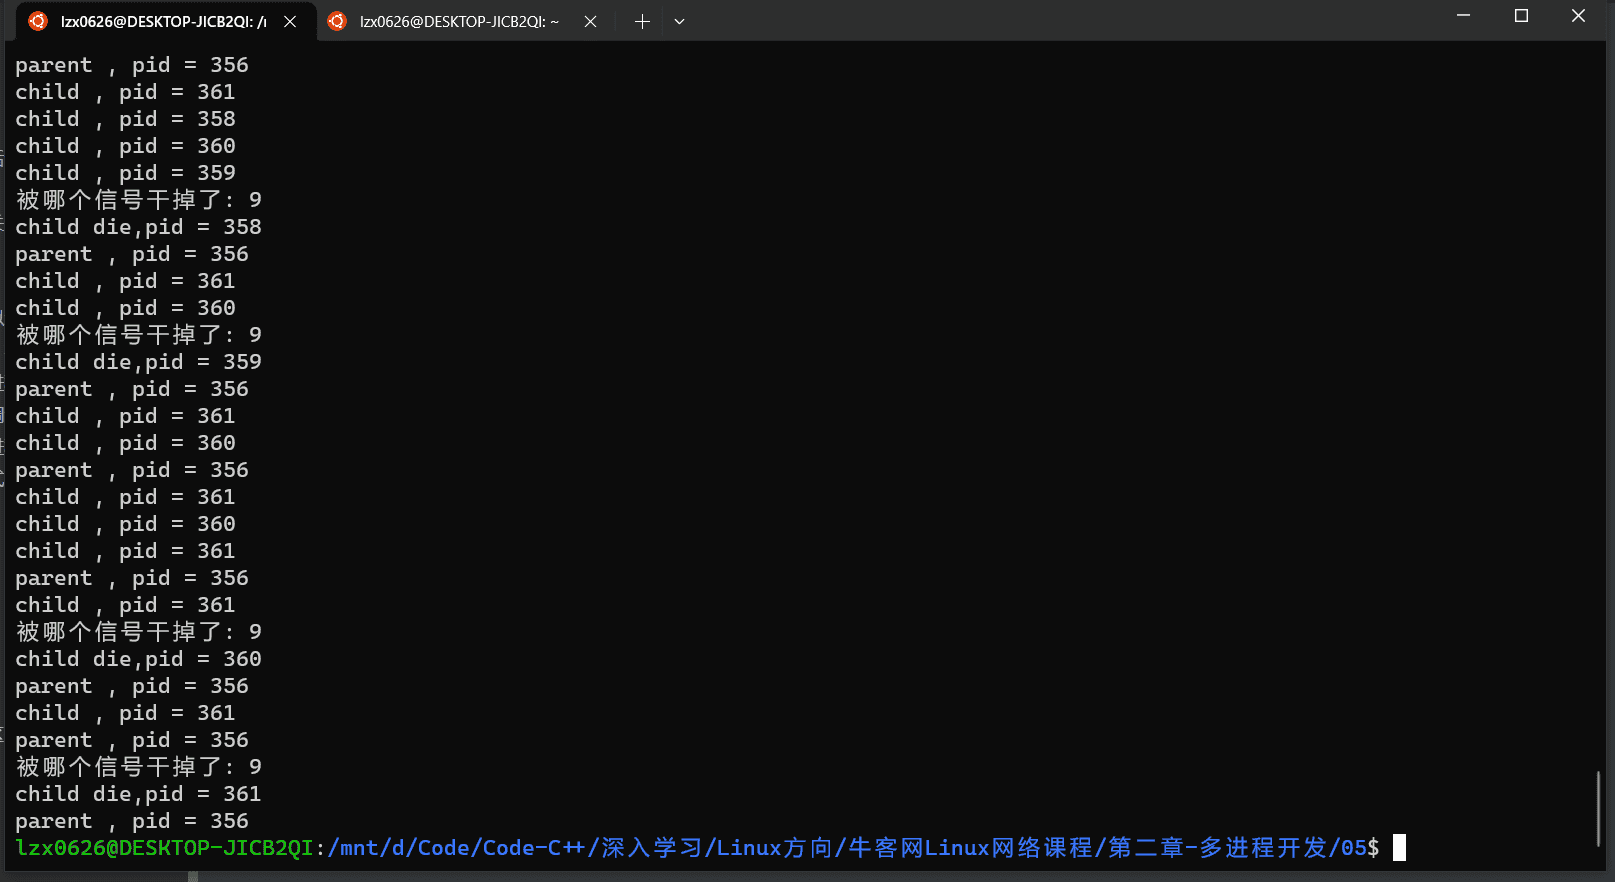 lzx0626@DESKTOP-JICB2QI: /r
lzx0626@DESKTOP-JICB2QI: ~
parent , pid = 356
child , pid = 361
child , pid = 358
child , pid = 360
child , pid = 359
被哪个信号干掉了: 9
child die,pid = 358
parent , pid = 356
child , pid = 361
child , pid = 360
被哪个信号干掉了: 9
child die,pid = 359
parent , pid = 356
child , pid = 361
child , pid = 360
parent , pid = 356
child , pid = 361
child , pid = 360
child , pid = 361
parent , pid = 356
child , pid = 361
被哪个信号干掉了: 9
child die,pid = 360
parent , pid = 356
child , pid = 361
parent , pid = 356
被哪个信号干掉了: 9
child die,pid = 361
parent , pid = 356
lzx0626@DESKTOP-JICB2QI:/mnt/d/Code/Code-C++/深入学习/Linux方向/牛客网Linux网络课程/第二章-多进程开发/05$